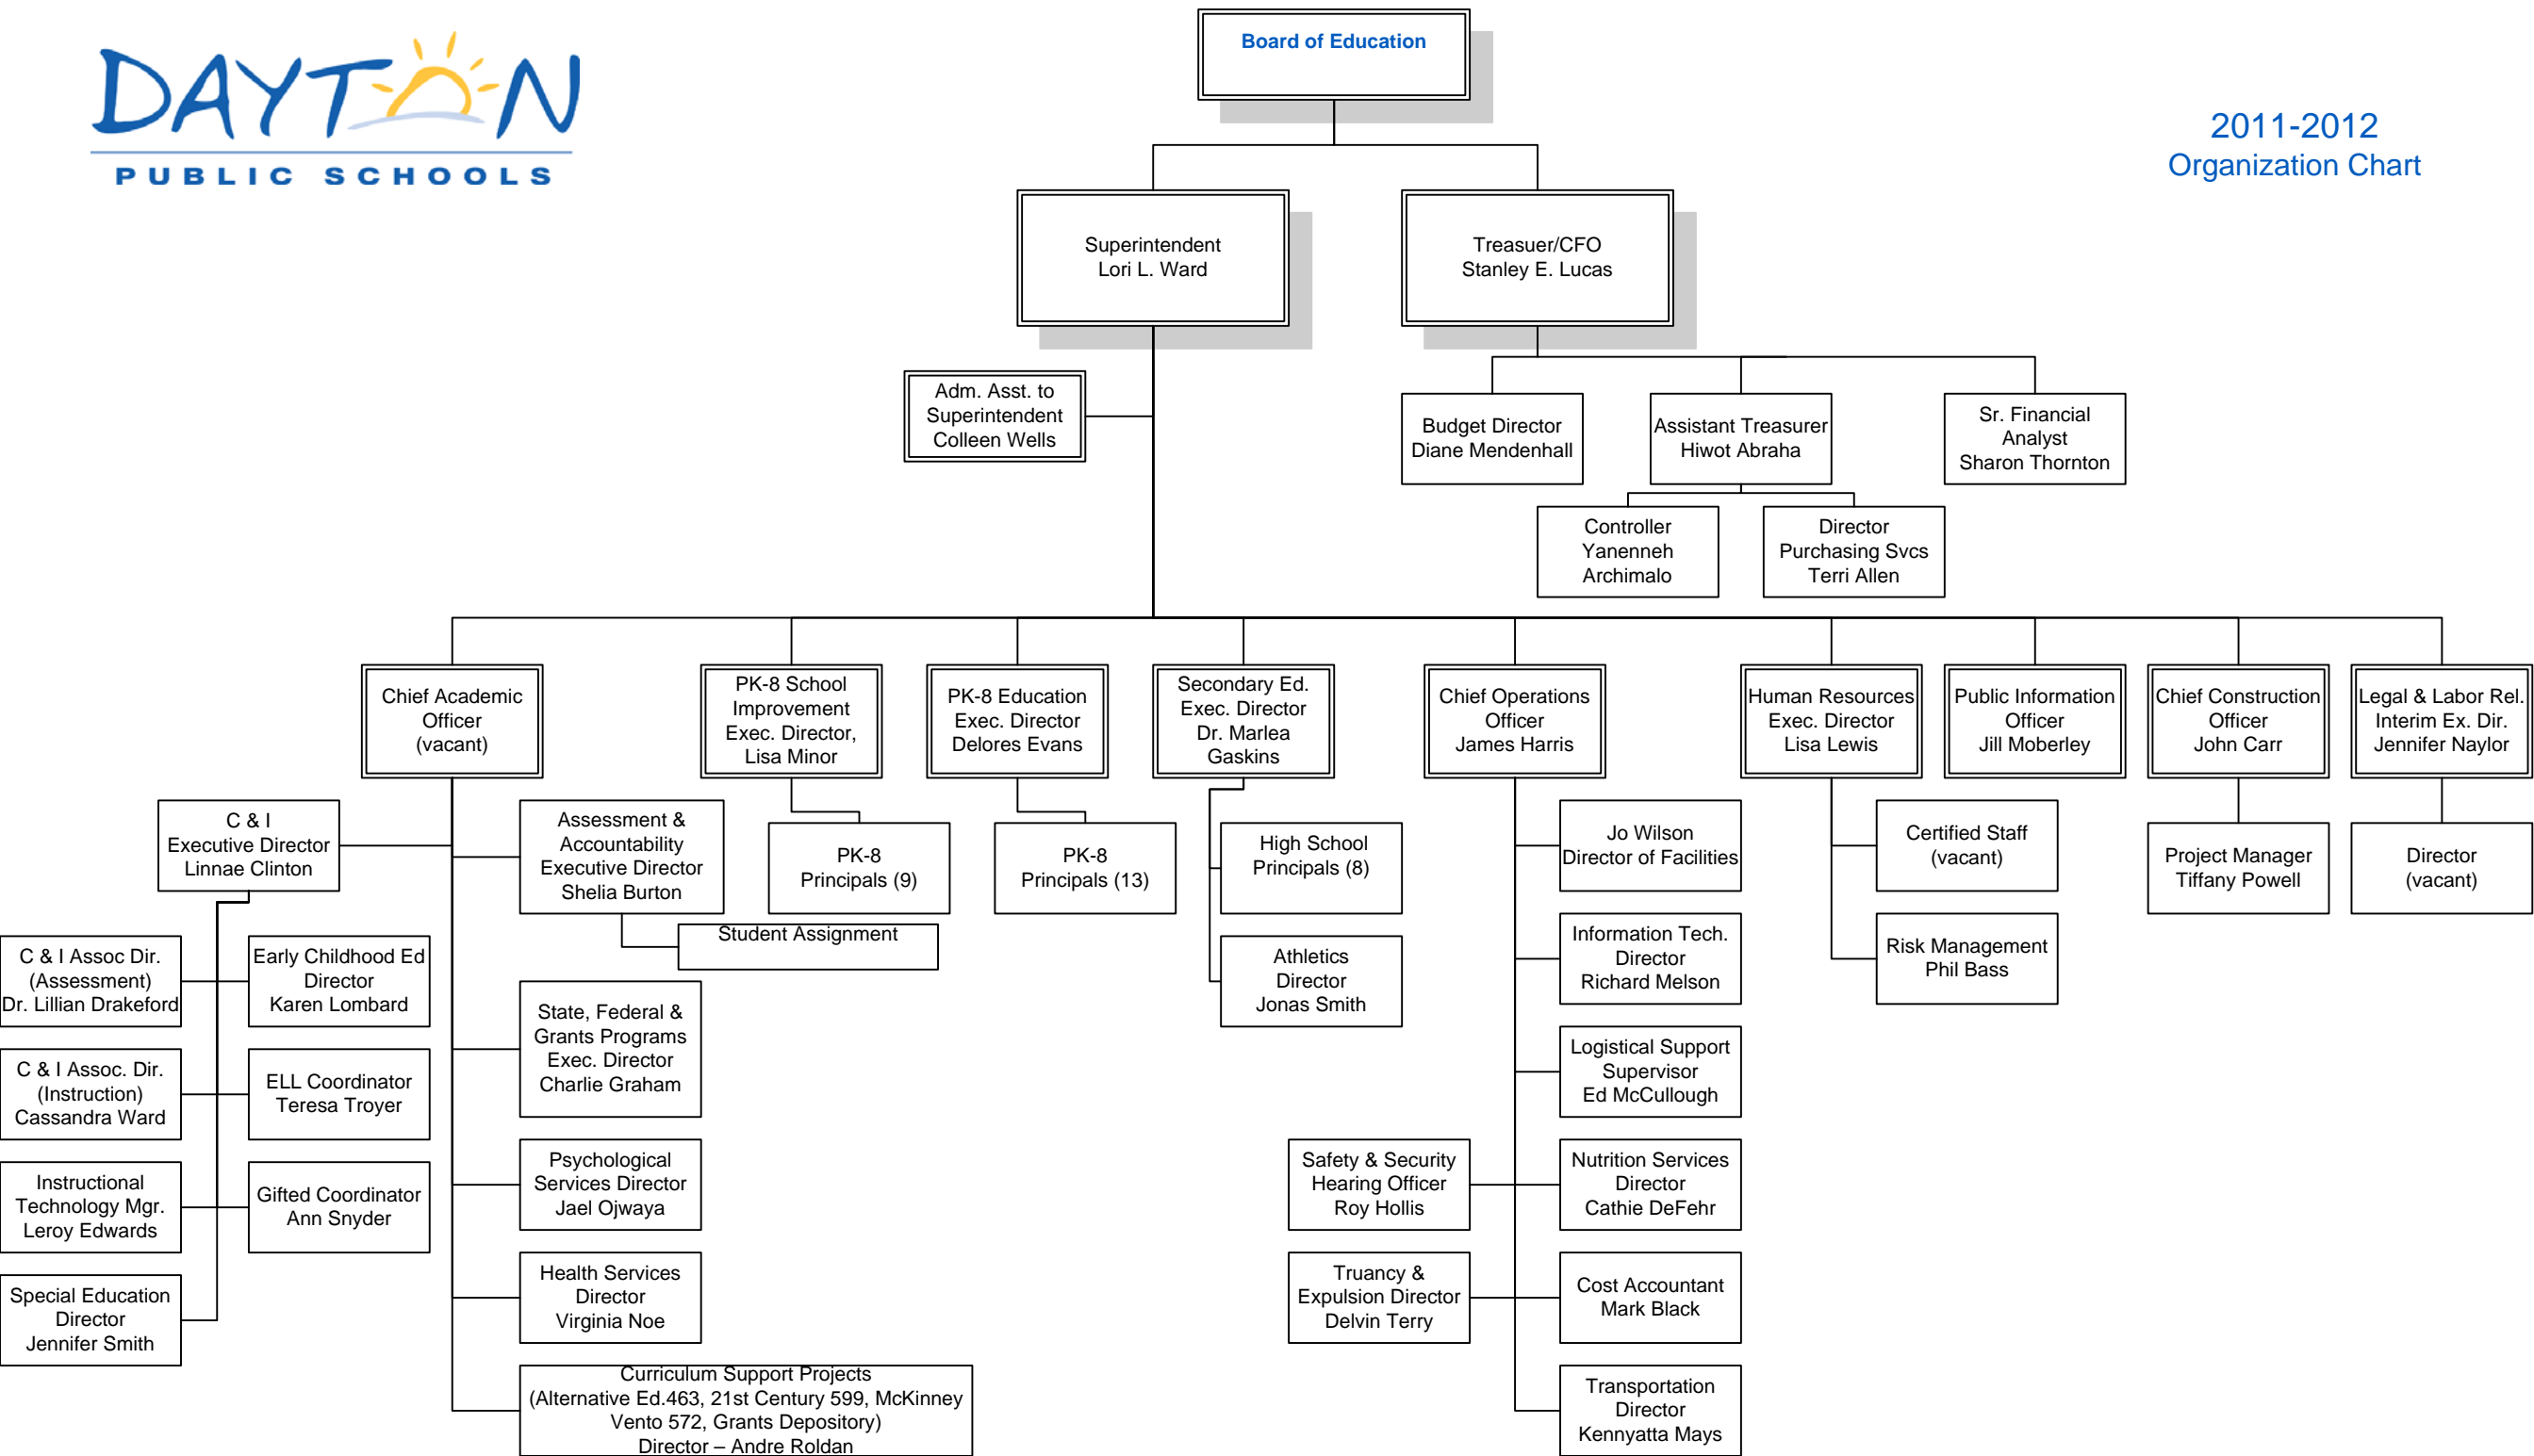 DAYTON
PUBLIC SCHOOLS
2011-2012
Organization Chart
Board of Education
Superintendent
Lori L. Ward
Treasuer/CFO
Stanley E. Lucas
Adm. Asst. to
Superintendent
Colleen Wells
Budget Director
Diane Mendenhall
Assistant Treasurer
Hiwot Abraha
Sr. Financial
Analyst
Sharon Thornton
Controller
Yanenneh
Archimalo
Director
Purchasing Svcs
Terri Allen
Chief Academic
Officer
(vacant)
PK-8 School
Improvement
Exec. Director,
Lisa Minor
PK-8 Education
Exec. Director
Delores Evans
Secondary Ed.
Exec. Director
Dr. Marlea
Gaskins
Chief Operations
Officer
James Harris
Human Resources
Exec. Director
Lisa Lewis
Public Information
Officer
Jill Moberley
Chief Construction
Officer
John Carr
Legal & Labor Rel.
Interim Ex. Dir.
Jennifer Naylor
C & I
Executive Director
Linnae Clinton
Assessment &
Accountability
Executive Director
Shelia Burton
Student Assignment
PK-8
Principals (9)
PK-8
Principals (13)
High School
Principals (8)
Athletics
Director
Jonas Smith
Jo Wilson
Director of Facilities
Certified Staff
(vacant)
Project Manager
Tiffany Powell
Director
(vacant)
Risk Management
Phil Bass
C & I Assoc Dir.
(Assessment)
Dr. Lillian Drakeford
Early Childhood Ed
Director
Karen Lombard
State, Federal &
Grants Programs
Exec. Director
Charlie Graham
Information Tech.
Director
Richard Melson
C & I Assoc. Dir.
(Instruction)
Cassandra Ward
ELL Coordinator
Teresa Troyer
Logistical Support
Supervisor
Ed McCullough
Instructional
Technology Mgr.
Leroy Edwards
Gifted Coordinator
Ann Snyder
Psychological
Services Director
Jael Ojwaya
Safety & Security
Hearing Officer
Roy Hollis
Nutrition Services
Director
Cathie DeFehr
Special Education
Director
Jennifer Smith
Health Services
Director
Virginia Noe
Truancy &
Expulsion Director
Delvin Terry
Cost Accountant
Mark Black
Curriculum Support Projects
(Alternative Ed.463, 21st Century 599, McKinney
Vento 572, Grants Depository)
Director – Andre Roldan
Transportation
Director
Kennyatta Mays